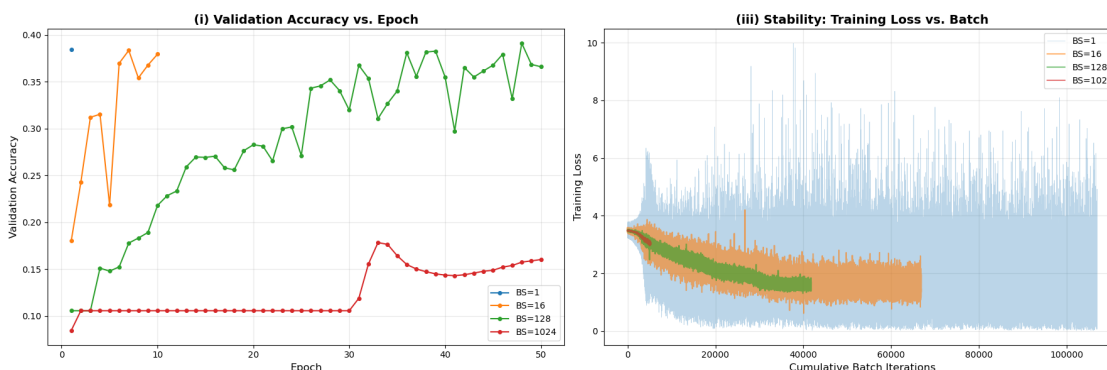 (i) Validation Accuracy vs. Epoch
0.40
0.35
0.30
0.25
0.20
0.15
0.10
Validation Accuracy
0
10
20
30
40
50
Epoch
BS=1
BS=16
BS=128
BS=1024
(iii) Stability: Training Loss vs. Batch
10
8
6
4
2
0
Training Loss
0
20000
40000
60000
80000
100000
Cumulative Batch Iterations
BS=1
BS=16
BS=128
BS=102